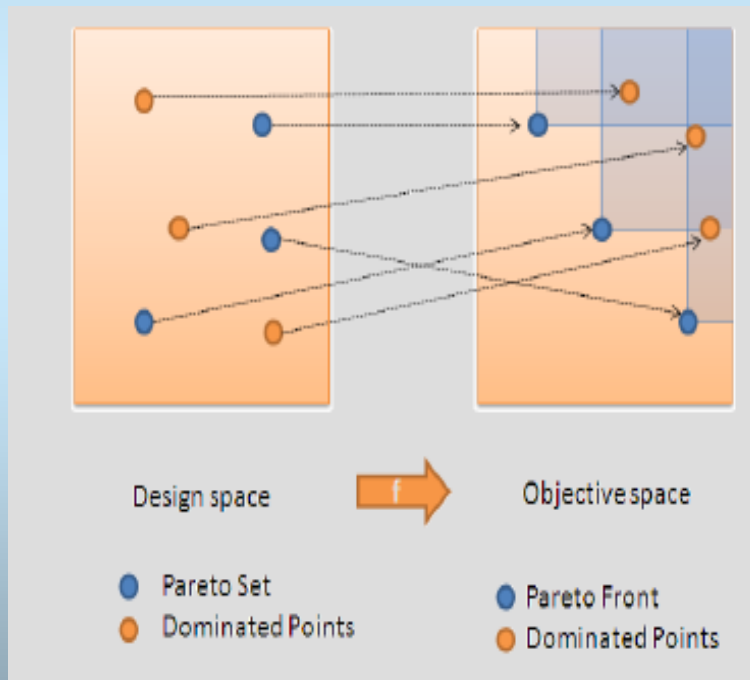 Design space
f
Objective space
Pareto Set
Dominated Points
Pareto Front
Dominated Points